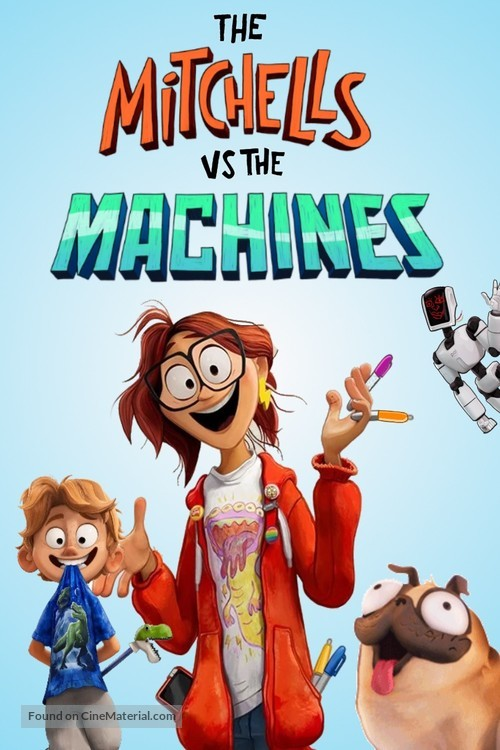 THE
MiTCHELLS
VS THE
MACHINES
Found on CineMaterial.com